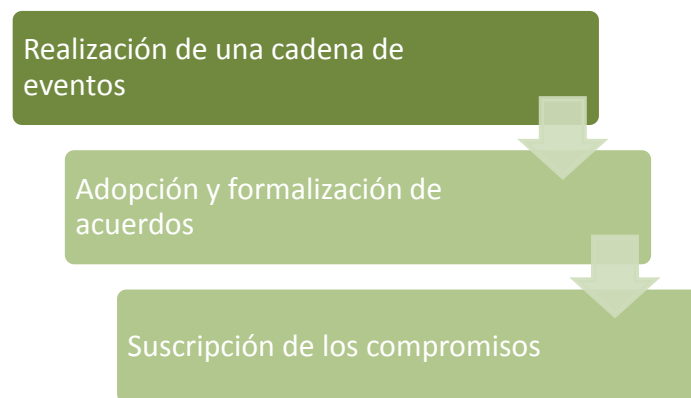 Realización de una cadena de
eventos
Adopción y formalización de
acuerdos
Suscripción de los compromisos